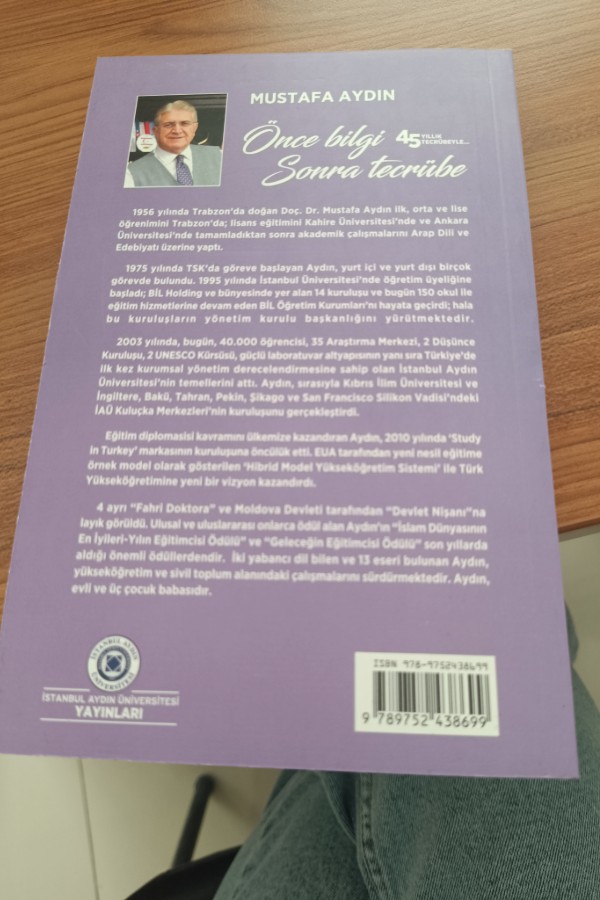 MUSTAFA AYDIN
Önce bilgi 45 YILLIK TECRÜBEYLE...
Sonra tecrübe
1956 yılında Trabzon'da doğan Doç. Dr. Mustafa Aydın ilk, orta ve lise
öğrenimini Trabzon'da; lisans eğitimini Kahire Üniversitesi'nde ve Ankara
Üniversitesi'nde tamamladıktan sonra akademik çalışmalarını Arap Dili ve
Edebiyatı üzerine yaptı.
1975 yılında TSK'da göreve başlayan Aydın, yurt içi ve yurt dışı birçok
görevde bulundu. 1995 yılında İstanbul Üniversitesi'nde öğretim üyeliğine
başladı; BİL Holding ve bünyesinde yer alan 14 kuruluşu ve bugün 150 okul ile
eğitim hizmetlerine devam eden BİL Öğretim Kurumları'nı hayata geçirdi; hala
bu kuruluşların yönetim kurulu başkanlığını yürütmektedir.
2003 yılında, bugün, 40.000 öğrencisi, 35 Araştırma Merkezi, 2 Düşünce
Kuruluşu, 2 UNESCO Kürsüsü, güçlü laboratuvar altyapısının yanı sıra Türkiye'de
ilk kez kurumsal yönetim derecelendirmesine sahip olan İstanbul Aydın
Üniversitesi'nin temellerini attı. Aydın, sırasıyla Kıbrıs İlim Üniversitesi ve
İngiltere, Bakü, Tahran, Pekin, Şikago ve San Francisco Silikon Vadisi'ndeki
İAÜ Kuluçka Merkezleri'nin kuruluşunu gerçekleştirdi.
Eğitim diplomasisi kavramını ülkemize kazandıran Aydın, 2010 yılında 'Study
in Turkey' markasının kuruluşuna öncülük etti. EUA tarafından yeni nesil eğitime
örnek model olarak gösterilen 'Hibrid Model Yükseköğretim Sistemi' ile Türk
Yükseköğretimine yeni bir vizyon kazandırdı.
4 ayrı "Fahri Doktora" ve Moldova Devleti tarafından "Devlet Nişanı"na
layık görüldü. Ulusal ve uluslararası onlarca ödül alan Aydın'ın "İslam Dünyasının
En İyileri-Yılın Eğitimcisi Ödülü" ve "Geleceğin Eğitimcisi Ödülü" son yıllarda
aldığı önemli ödüllerdendir. İki yabancı dil bilen ve 13 eseri bulunan Aydın,
yükseköğretim ve sivil toplum alanındaki çalışmalarını sürdürmektedir. Aydın,
evli ve üç çocuk babasıdır.
İSTANBUL AYDIN
ÜNİVERSİTESİ
İSTANBUL AYDIN ÜNİVERSİTESİ
YAYINLARI
ISBN 978-9752438699
9 789752 438699